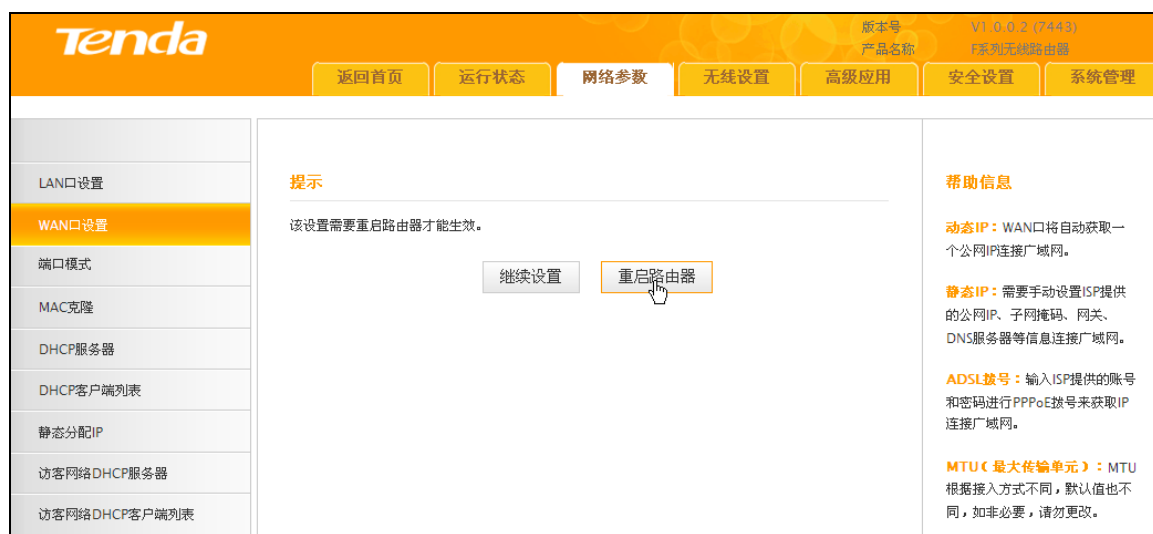 Tenda
版本号 V1.0.0.2 (7443)
产品名称 F系列无线路由器
返回首页 运行状态 网络参数 无线设置 高级应用 安全设置 系统管理
LAN口设置
WAN口设置
端口模式
MAC克隆
DHCP服务器
DHCP客户端列表
静态分配IP
访客网络DHCP服务器
访客网络DHCP客户端列表
提示
该设置需要重启路由器才能生效。
继续设置 重启路由器
帮助信息
动态IP：WAN口将自动获取一
个公网IP连接广域网。
静态IP：需要手动设置ISP提供
的公网IP、子网掩码、网关、
DNS服务器等信息连接广域网。
ADSL拨号：输入ISP提供的账号
和密码进行PPPoE拨号来获取IP
连接广域网。
MTU（最大传输单元）：MTU
根据接入方式不同，默认值也不
同，如非必要，请勿更改。